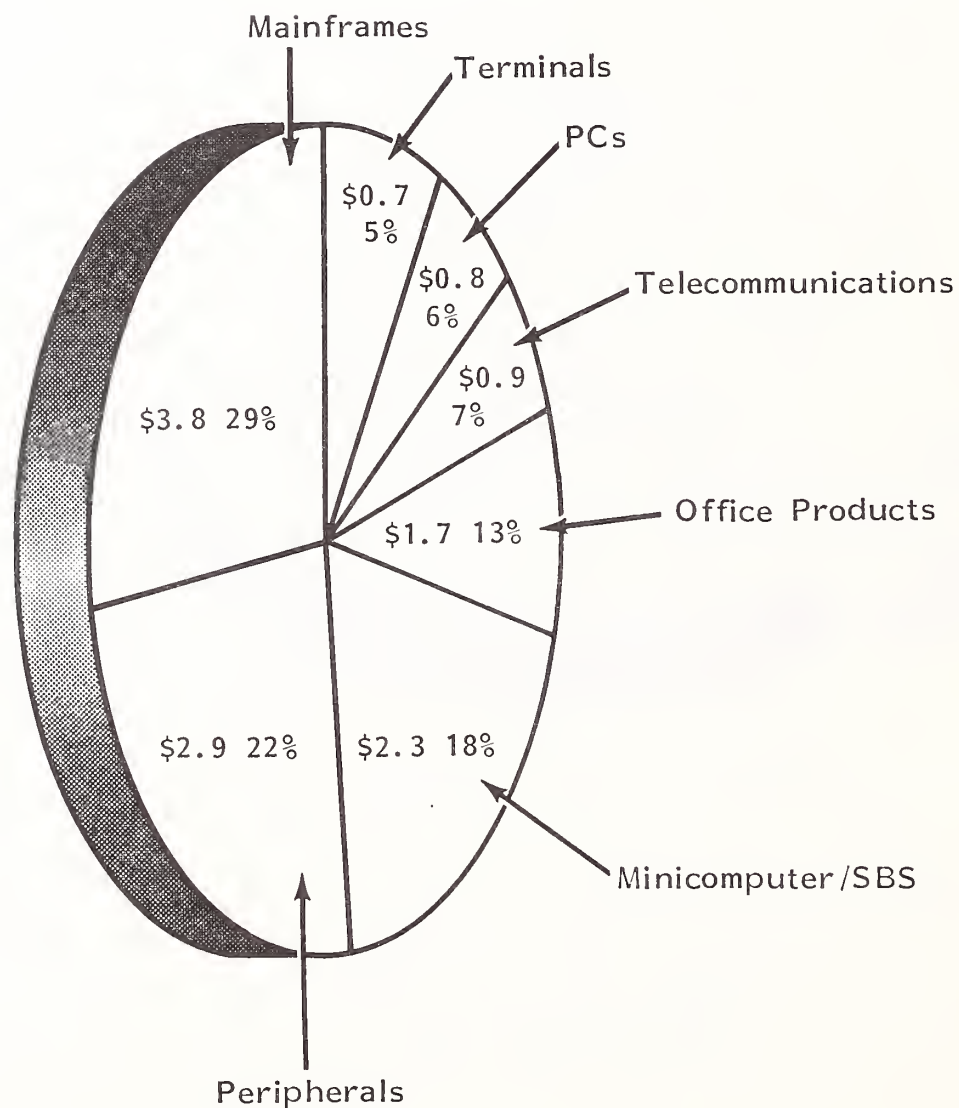 Mainframes
Terminals
PCs
$0.7
5%
$0.8
6%
Telecommunications
$0.9
7%
$3.8 29%
Office Products
$1.7 13%
$2.9 22%
$2.3 18%
Minicomputer/SBS
Peripherals